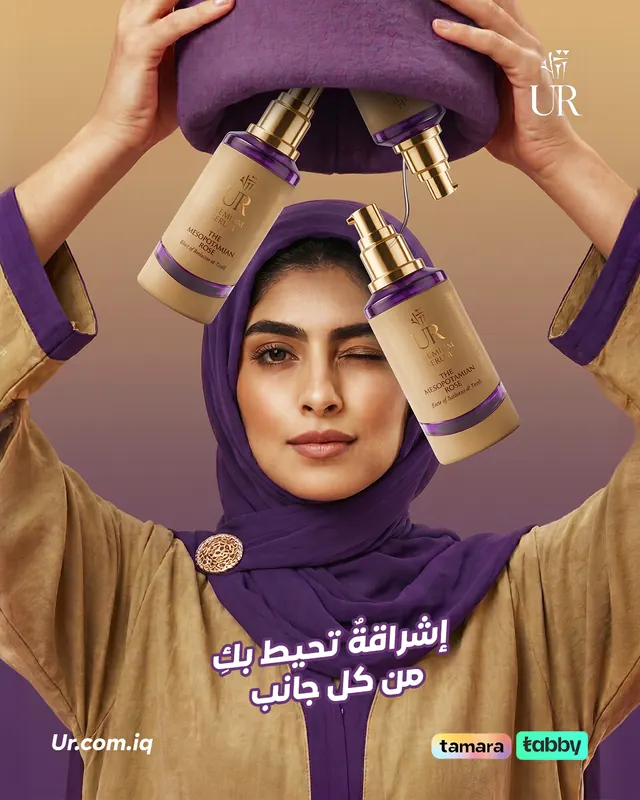 UR
UR
THE
MESOPOTAMIAN
ROSE
UR
THE
MESOPOTAMIAN
ROSE
إشراقةٌ تحيط بكِ
من كل جانب
Ur.com.iq
tamara
tabby